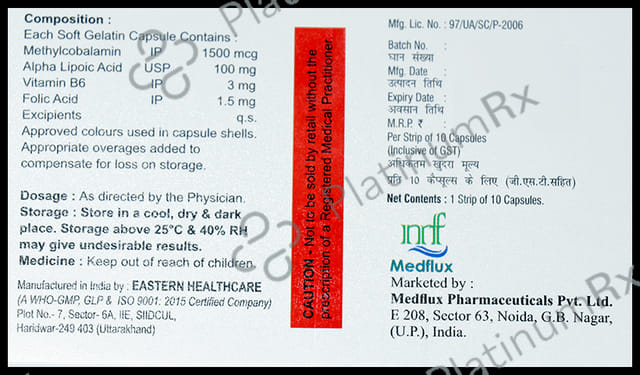 Composition :
Each Soft Gelatin Capsule Contains :
Methylcobalamin IP 1500 mcg
Alpha Lipoic Acid USP 100 mg
Vitamin B6 IP 3 mg
Folic Acid IP 1.5 mg
Excipients q.s.
Approved colours used in capsule shells.
Appropriate overages added to
compensate for loss on storage.
Dosage : As directed by the Physician.
Storage : Store in a cool, dry & dark
place. Storage above 25°C & 40% RH
may give undesirable results.
Medicine : Keep out of reach of children.
Manufactured in India by : EASTERN HEALTHCARE
(A WHO-GMP, GLP & ISO 9001: 2015 Certified Company)
Plot No.- 7, Sector- 6A, IIE, SIIDCUL,
Haridwar-249 403 (Uttarakhand)
CAUTION - Not to be sold by retail without the
prescription of a Registered Medical Practitioner.
Mfg. Lic. No. : 97/UA/SC/P-2006
Batch No. :
घान संख्या
Mfg. Date :
उत्पादन तिथि
Expiry Date :
अवसान तिथि
M.R.P. ₹ :
Per Strip of 10 Capsules
(Inclusive of GST)
अधिकतम खुदरा मूल्य
प्रति 10 कैप्सूल्स के लिए (जी.एस.टी.सहित)
Net Contents : 1 Strip of 10 Capsules.
mf
Medflux
Marketed by :
Medflux Pharmaceuticals Pvt. Ltd.
E 208, Sector 63, Noida, G.B. Nagar,
(U.P.), India.
PlatinumRx
PlatinumRx
PlatinumRx